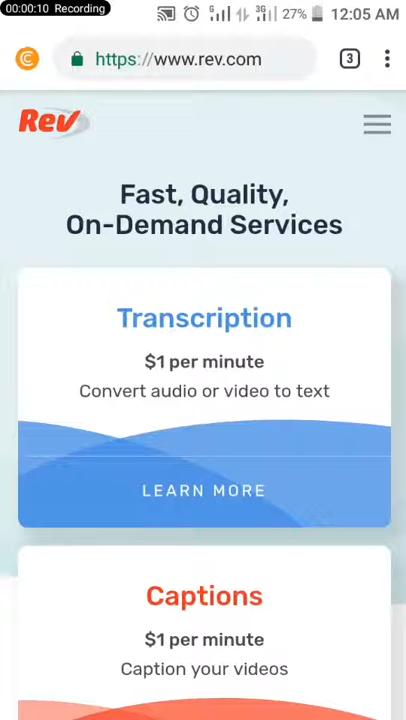 00:00:10 Recording
G 3G 27% 12:05 AM
https://www.rev.com
3
Rev
Fast, Quality,
On-Demand Services
Transcription
$1 per minute
Convert audio or video to text
LEARN MORE
Captions
$1 per minute
Caption your videos